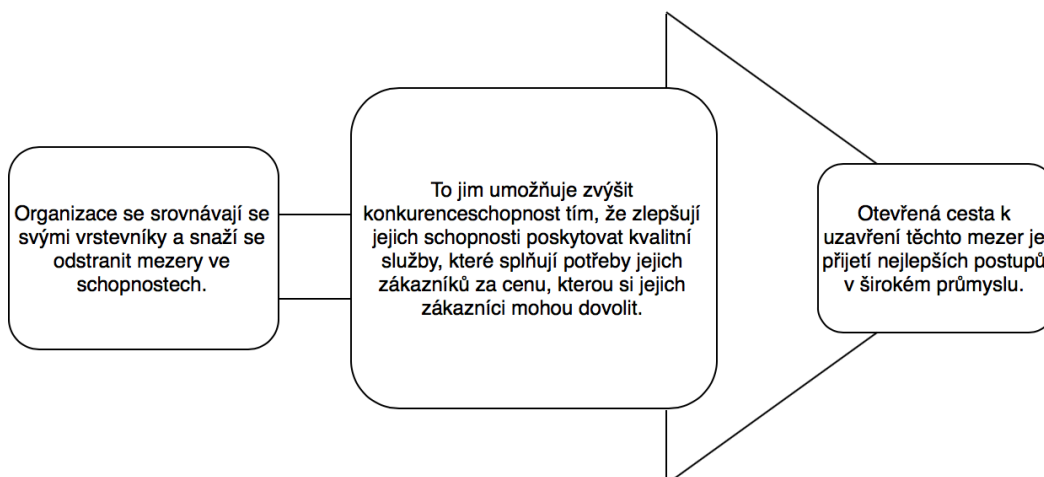 Organizace se srovnávají se
svými vrstevníky a snaží se
odstranit mezery ve
schopnostech.
To jim umožňuje zvýšit
konkurenceschopnost tím, že zlepšují
jejich schopnosti poskytovat kvalitní
služby, které splňují potřeby jejich
zákazníků za cenu, kterou si jejich
zákazníci mohou dovolit.
Otevřená cesta k
uzavření těchto mezer je
přijetí nejlepších postupů
v širokém průmyslu.